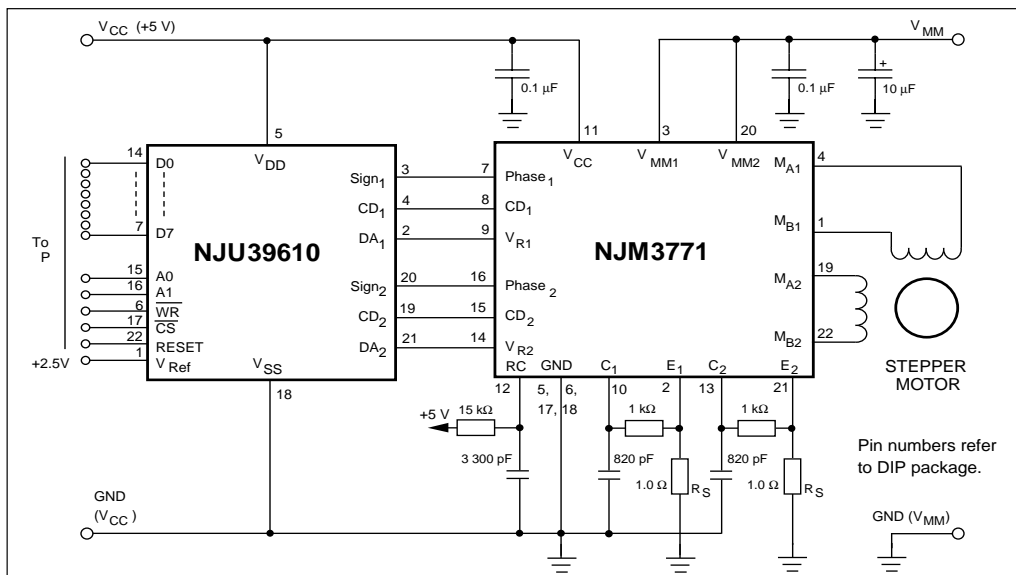 V CC (+5 V)
V MM
0.1 µF
0.1 µF
+
10 µF
5
11
3
20
14
D0
V DD
V CC
V MM1
V MM2
4
M A1
Sign 1
3
7
Phase 1
CD 1
4
8
CD 1
7
D7
DA 1
2
9
V R1
1
M B1
To
P
NJU39610
NJM3771
15
A0
16
A1
6
WR
17
CS
22
RESET
+2.5V
1
V Ref
Sign 2
20
16
Phase 2
CD 2
19
15
CD 2
DA 2
21
14
V R2
19
M A2
22
M B2
V SS
18
RC
GND
C 1
E 1
C 2
E 2
12
5,
6,
17,
18
10
2
13
21
STEPPER
MOTOR
+5 V
15 kΩ
1 kΩ
1 kΩ
3 300 pF
820 pF
820 pF
1.0 Ω
R S
1.0 Ω
R S
Pin numbers refer
to DIP package.
GND
(V CC )
GND (V MM)